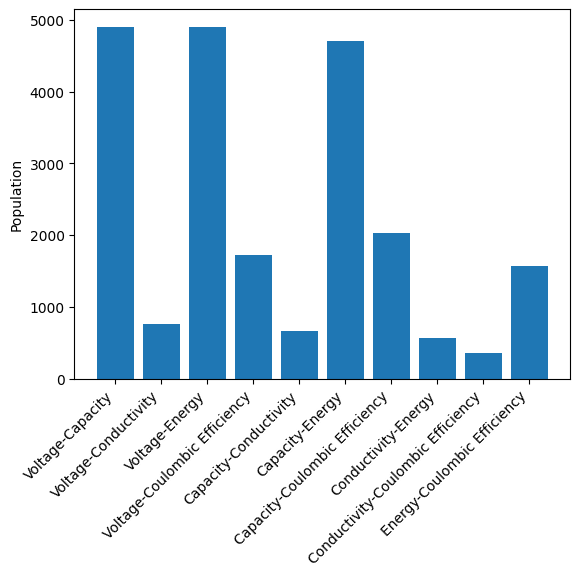 5000
4000
3000
2000
1000
0
Population
Voltage-Capacity
Voltage-Conductivity
Voltage-Energy
Voltage-Coulombic Efficiency
Capacity-Conductivity
Capacity-Energy
Capacity-Coulombic Efficiency
Conductivity-Energy
Conductivity-Coulombic Efficiency
Energy-Coulombic Efficiency